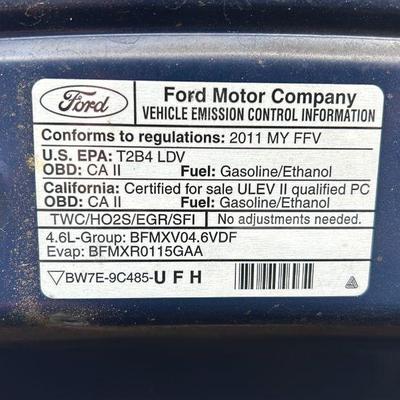 Ford
Ford Motor Company
VEHICLE EMISSION CONTROL INFORMATION
Conforms to regulations: 2011 MY FFV
U.S. EPA: T2B4 LDV
OBD: CA II Fuel: Gasoline/Ethanol
California: Certified for sale ULEV II qualified PC
OBD: CA II Fuel: Gasoline/Ethanol
TWC/HO2S/EGR/SFI No adjustments needed.
4.6L-Group: BFMXV04.6VDF
Evap: BFMXR0115GAA
BW7E-9C485-U F H